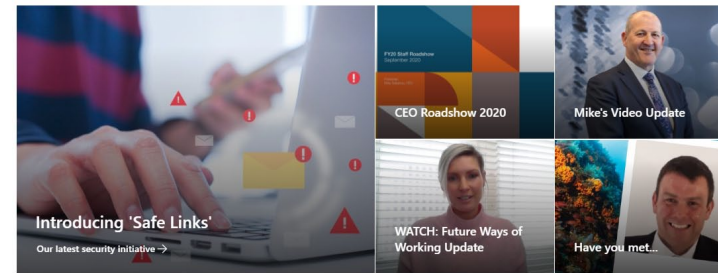 Introducing 'Safe Links'
Our latest security initiative →
FY20 Staff Roadshow
September 2020
CEO Roadshow 2020
Mike's Video Update
WATCH: Future Ways of
Working Update
Have you met...